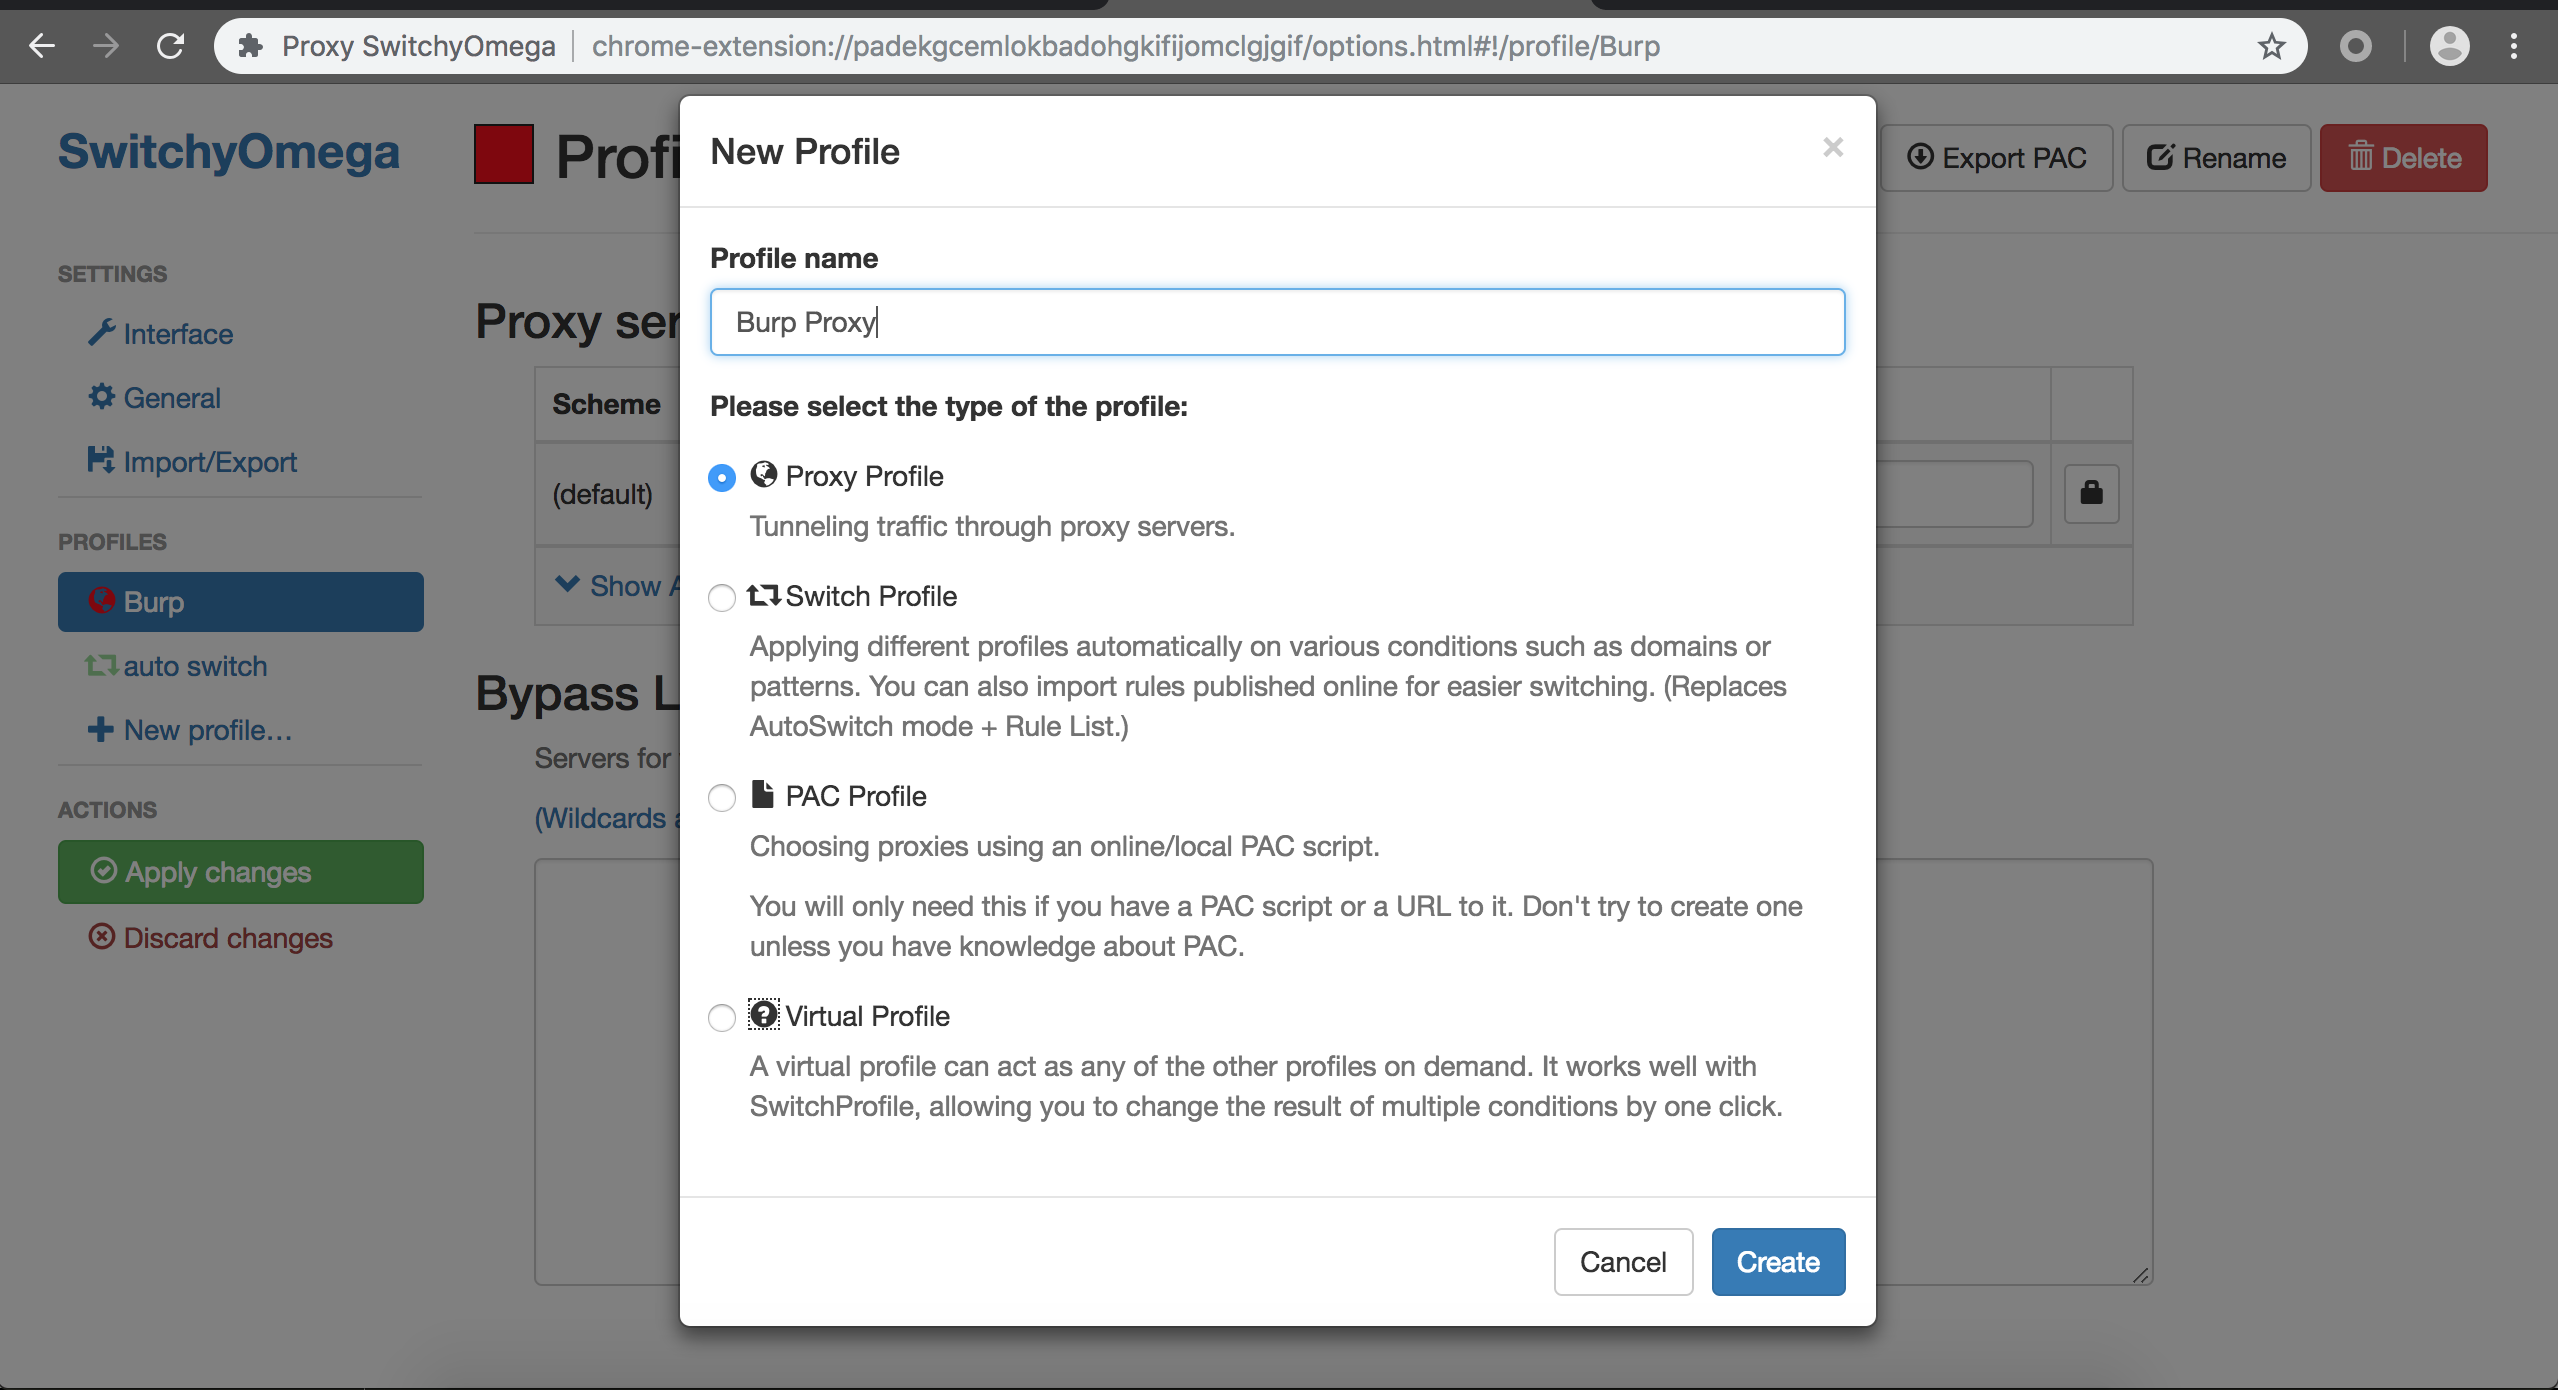 Proxy SwitchyOmega | chrome-extension://padekgcemlokbadohgkifijomclgjgif/options.html#!/profile/Burp
SwitchyOmega
Profi
Export PAC
Rename
Delete
SETTINGS
Interface
General
Import/Export
PROFILES
Burp
auto switch
New profile…
ACTIONS
Apply changes
Discard changes
Proxy ser
Scheme
(default)
Show A
Bypass L
Servers for
(Wildcards a
New Profile
×
Profile name
Burp Proxy
Please select the type of the profile:
Proxy Profile
Tunneling traffic through proxy servers.
Switch Profile
Applying different profiles automatically on various conditions such as domains or
patterns. You can also import rules published online for easier switching. (Replaces
AutoSwitch mode + Rule List.)
PAC Profile
Choosing proxies using an online/local PAC script.
You will only need this if you have a PAC script or a URL to it. Don't try to create one
unless you have knowledge about PAC.
Virtual Profile
A virtual profile can act as any of the other profiles on demand. It works well with
SwitchProfile, allowing you to change the result of multiple conditions by one click.
Cancel
Create